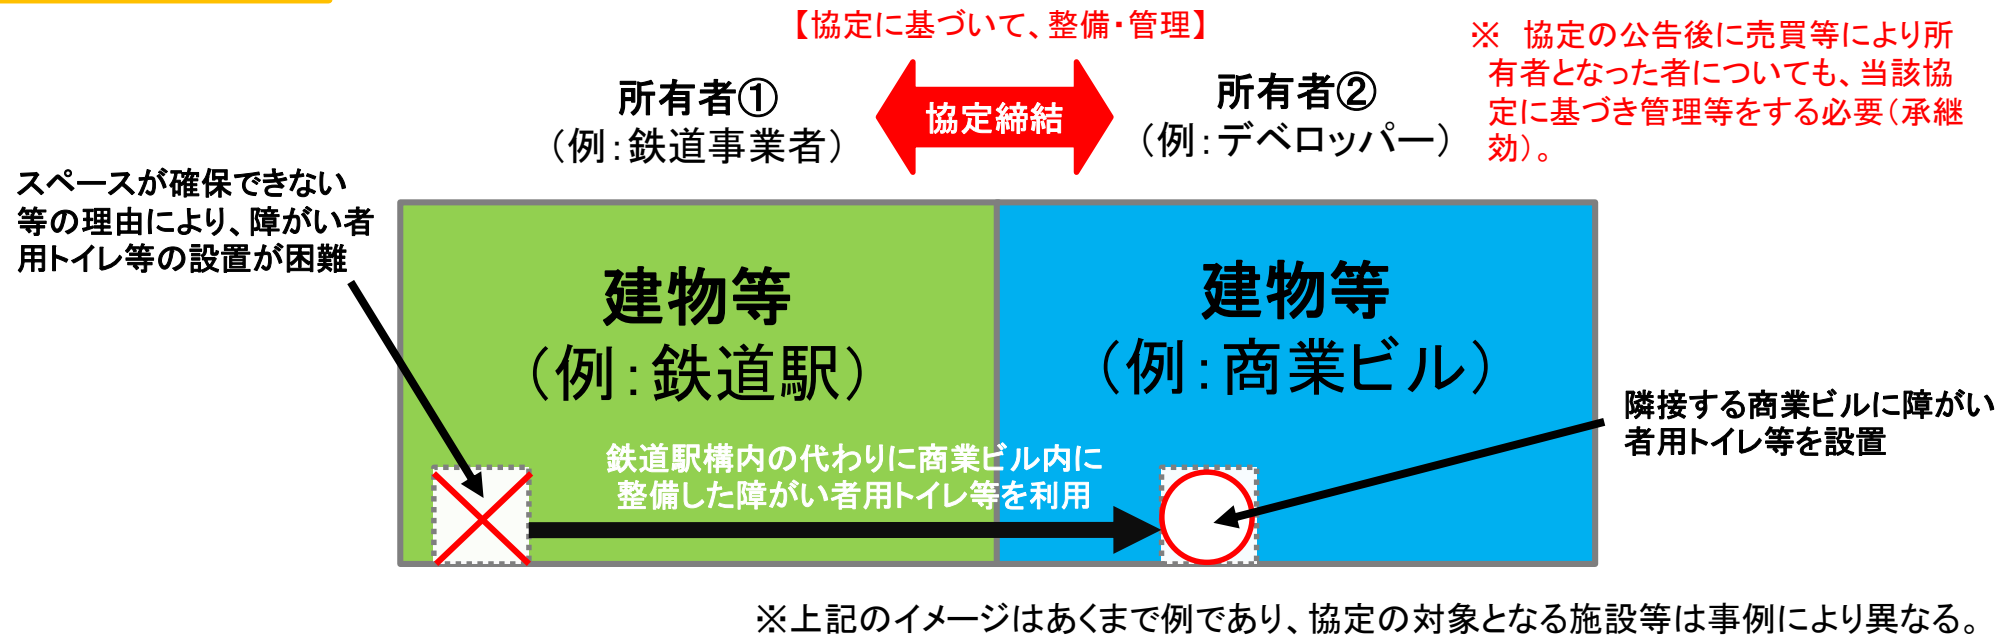 【協定に基づいて、整備・管理】
※ 協定の公告後に売買等により所
有者となった者についても、当該協
定に基づき管理等をする必要（承継
効）。
所有者①
（例：鉄道事業者）
協定締結
所有者②
（例：デベロッパー）
スペースが確保できない
等の理由により、障がい者
用トイレ等の設置が困難
建物等
（例：鉄道駅）
建物等
（例：商業ビル）
隣接する商業ビルに障がい
者用トイレ等を設置
鉄道駅構内の代わりに商業ビル内に
整備した障がい者用トイレ等を利用
※上記のイメージはあくまで例であり、協定の対象となる施設等は事例により異なる。